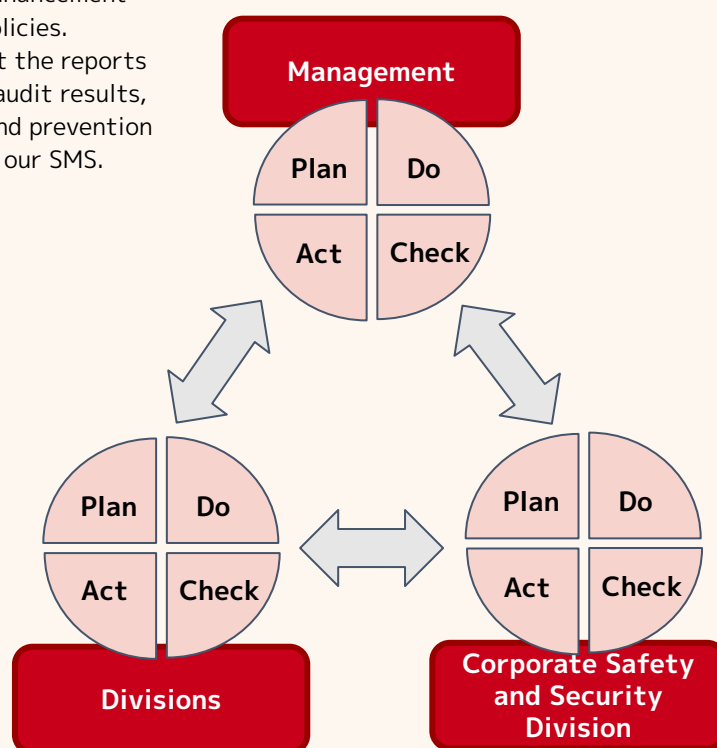 licies.
t the reports
audit results,
nd prevention
our SMS.
Management
Plan Do
Act Check
Plan Do
Act Check
Divisions
Plan Do
Act Check
Corporate Safety
and Security
Division